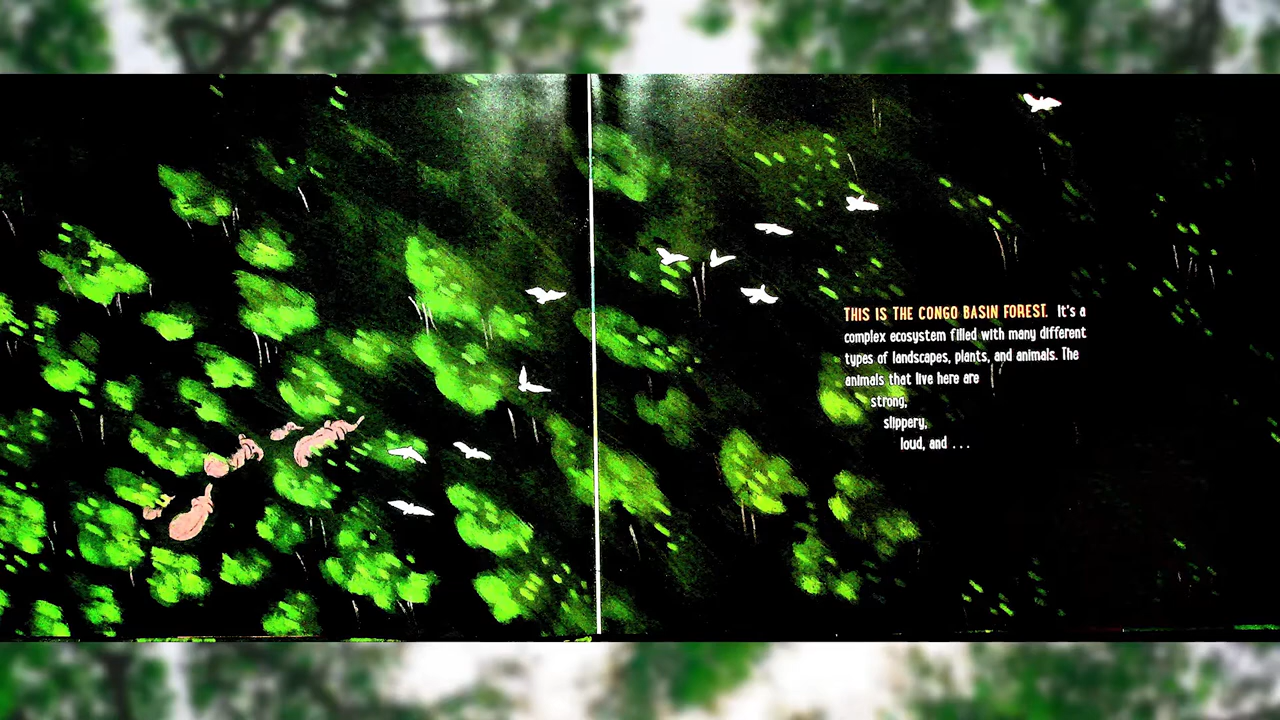 THIS IS THE CONGO BASIN FOREST. It's a
complex ecosystem filled with many different
types of landscapes, plants, and animals. The
animals that live here are
strong,
slippery,
loud, and . . .